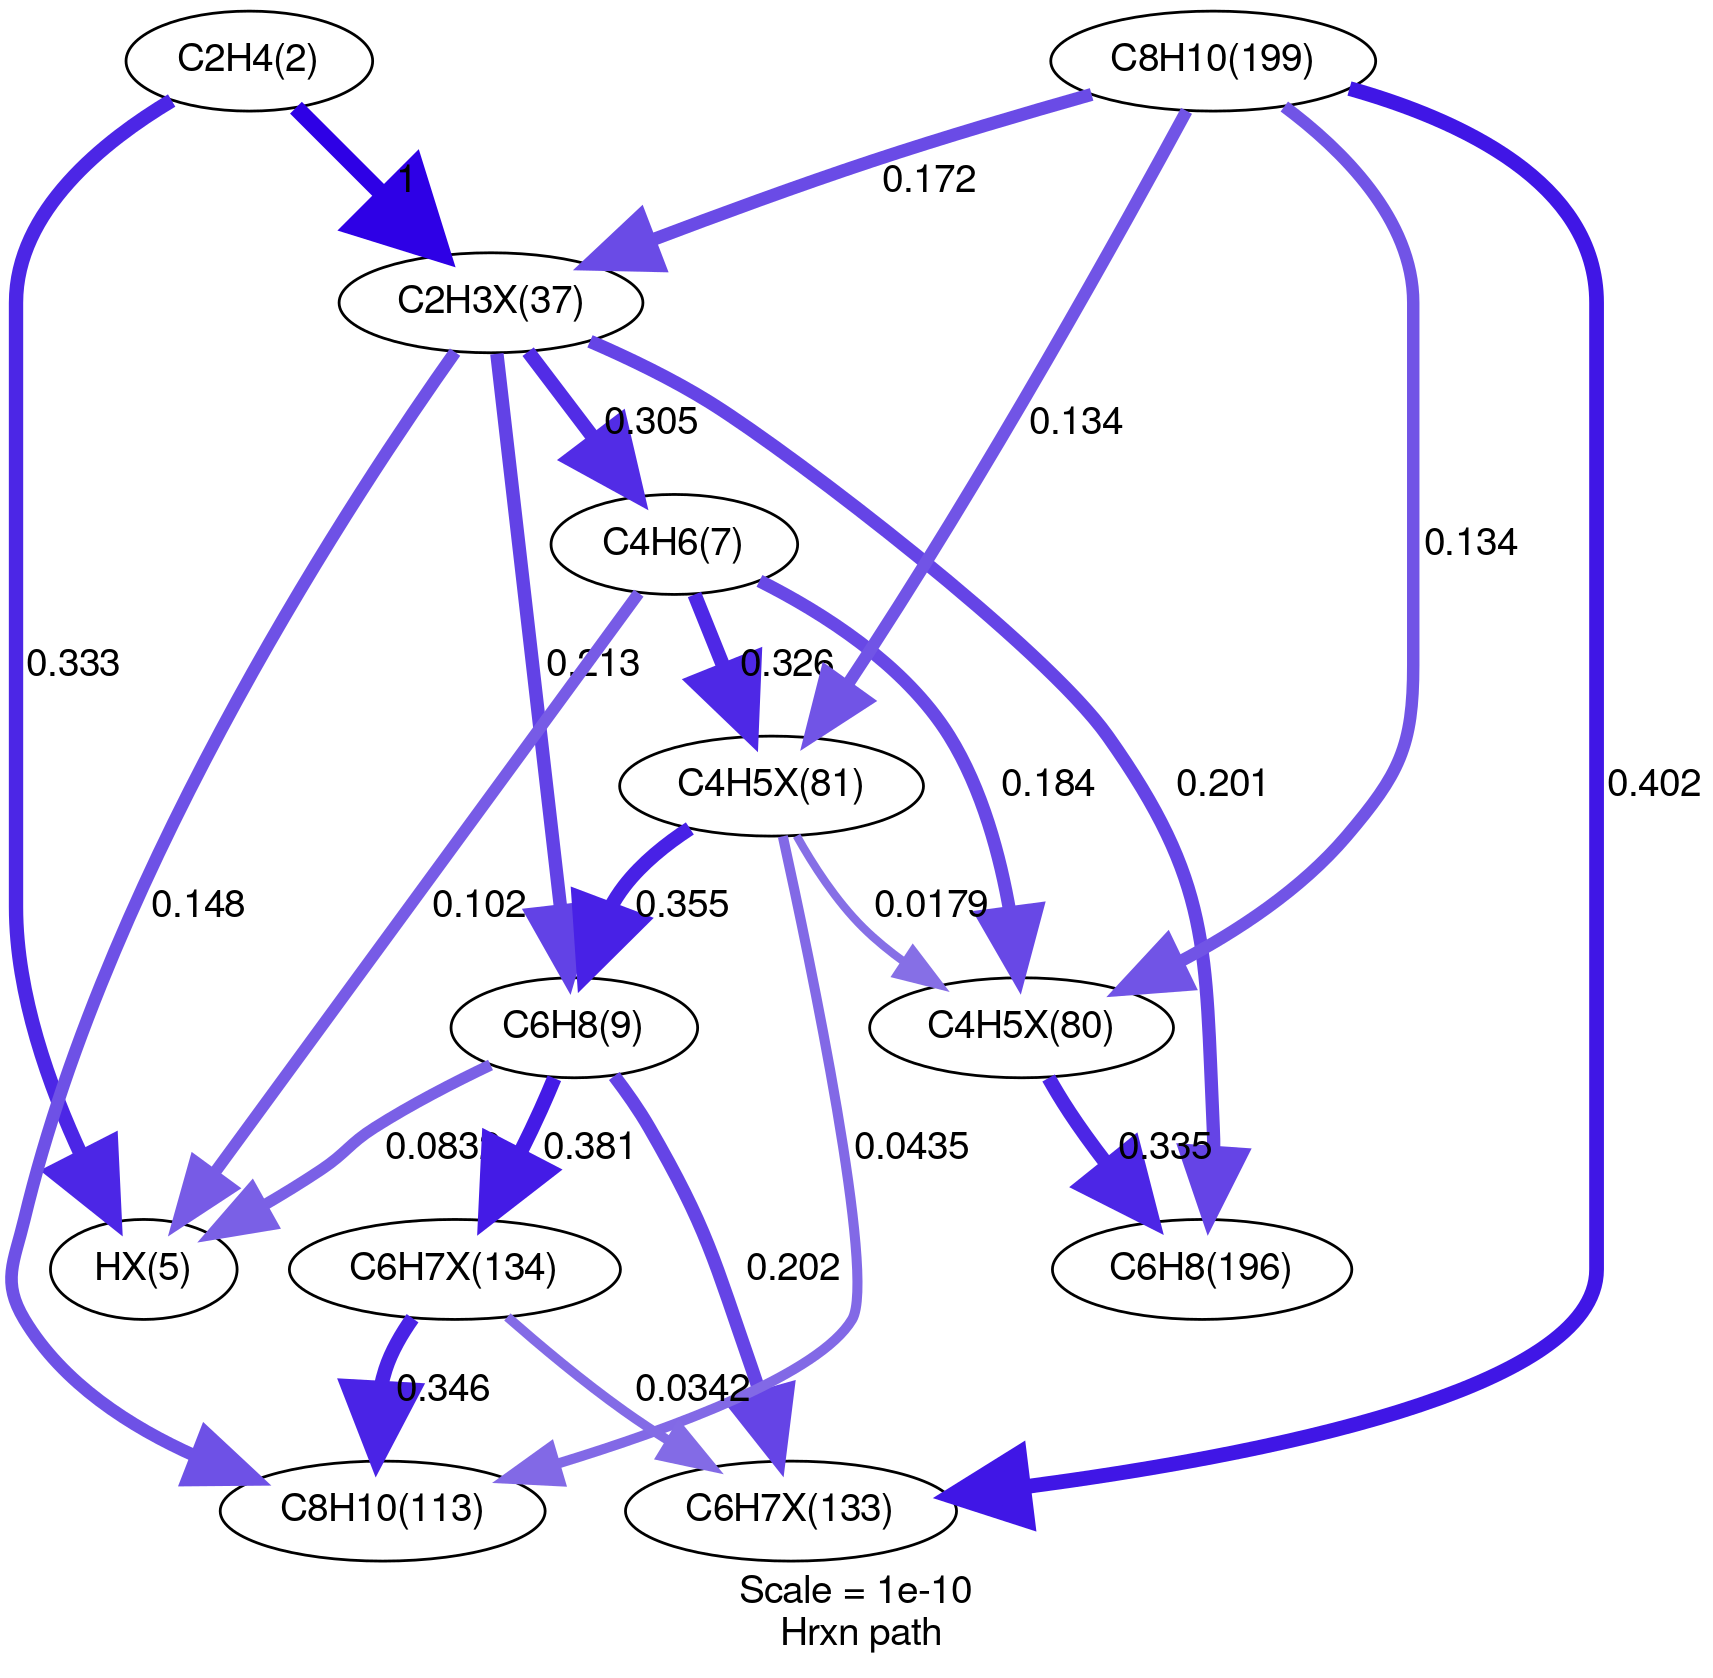 C2H4(2)
C8H10(199)
1
0.172
C2H3X(37)
0.305
0.134
C4H6(7)
0.134
0.333
0.213
0.326
C4H5X(81)
0.184
0.201
0.402
0.148
0.102
0.355
0.0179
C6H8(9)
C4H5X(80)
0.381
0.0435
0.335
HX(5)
C6H7X(134)
0.202
C6H8(196)
0.346
0.0342
C8H10(113)
C6H7X(133)
Scale = 1e-10
Hrxn path